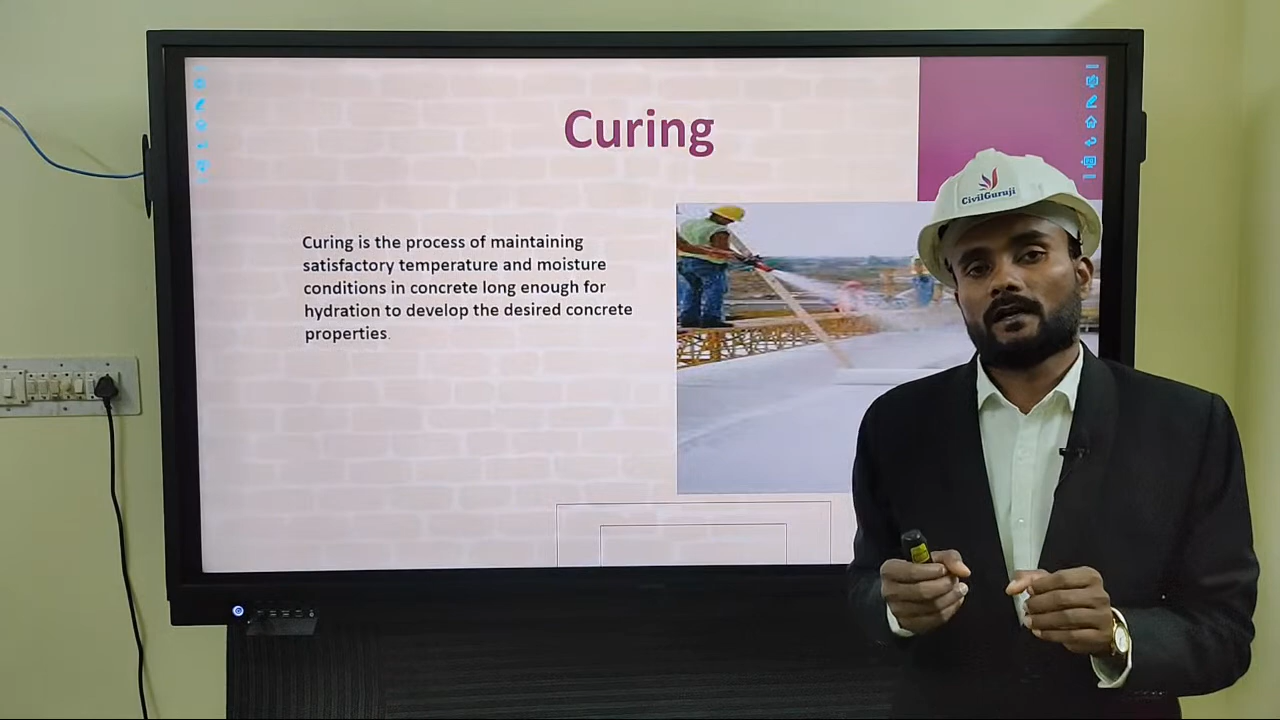 Curing
CivilGuruji
Curing is the process of maintaining
satisfactory temperature and moisture
conditions in concrete long enough for
hydration to develop the desired concrete
properties.